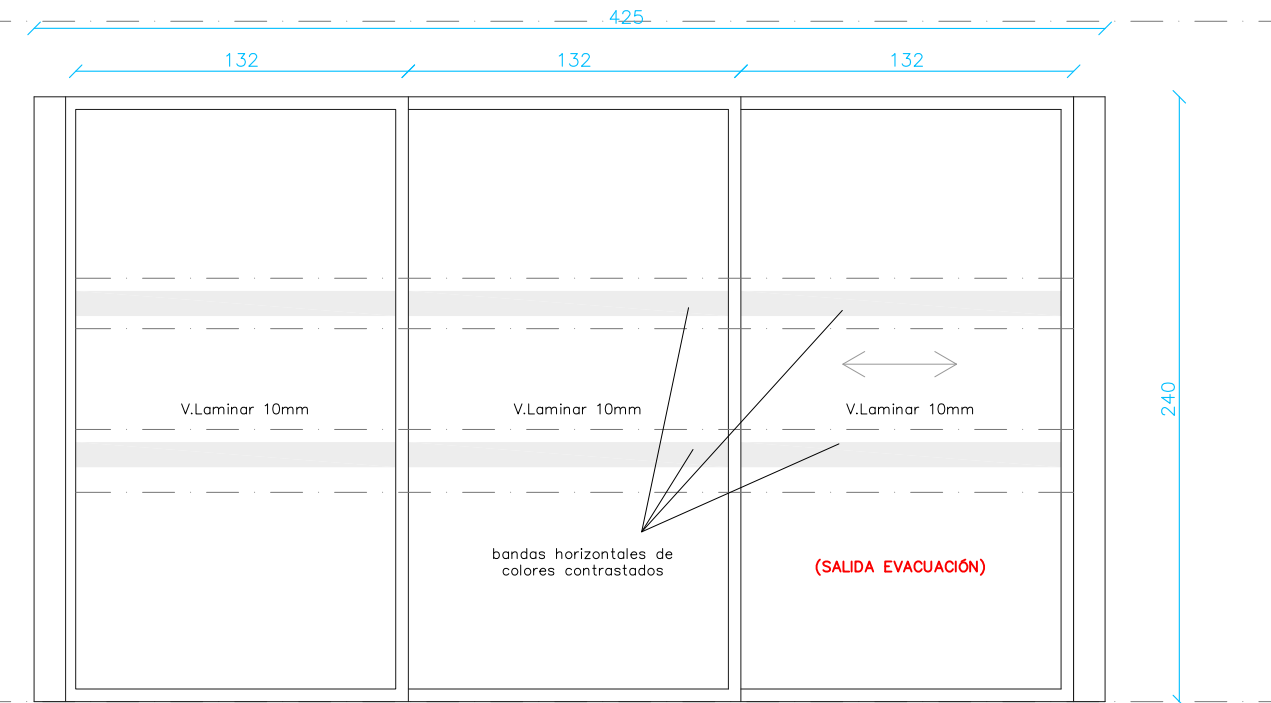 425
132 132 132
240
V.Laminar 10mm V.Laminar 10mm V.Laminar 10mm
bandas horizontales de
colores contrastados
(SALIDA EVACUACIÓN)